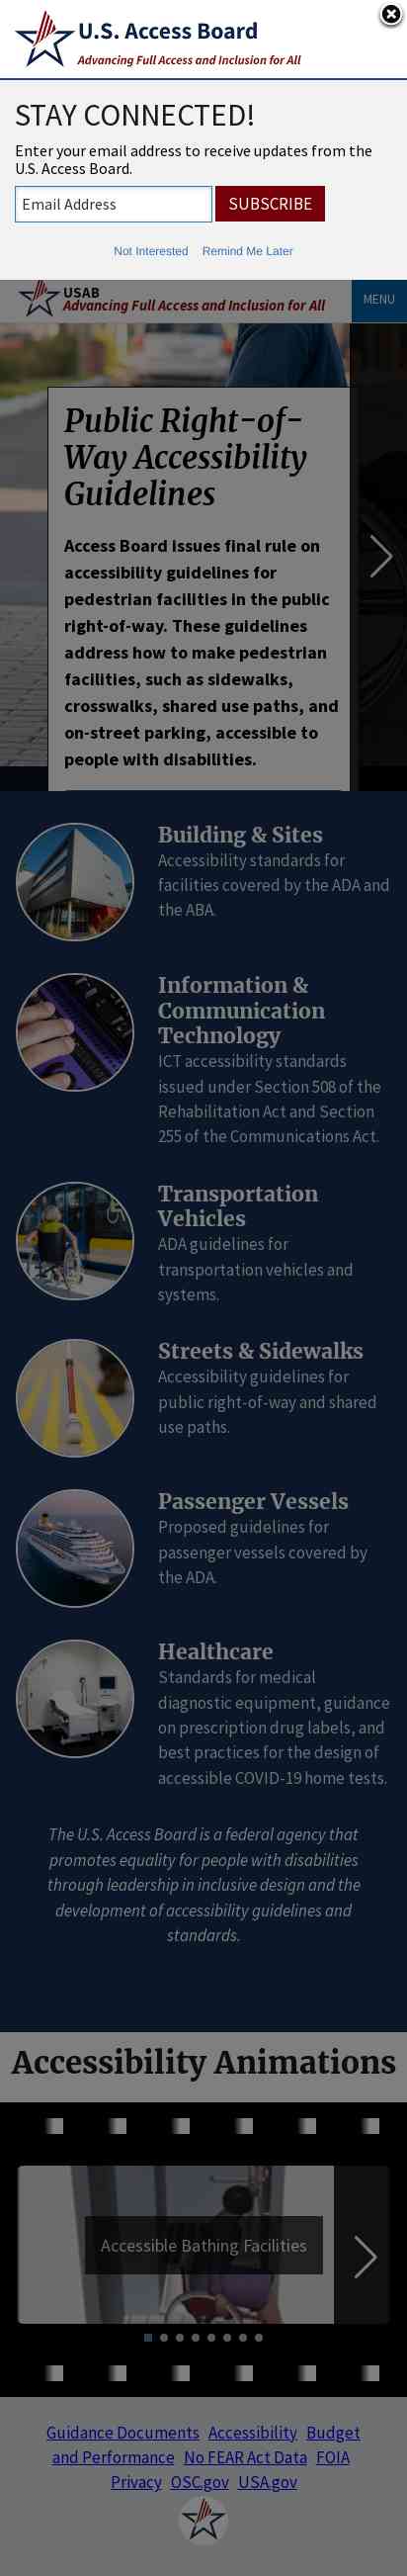 U.S. Access Board
Advancing Full Access and Inclusion for All
STAY CONNECTED!
Enter your email address to receive updates from the
U.S. Access Board.
Email Address
SUBSCRIBE
Not Interested
Remind Me Later
USAB
Advancing Full Access and Inclusion for All
MENU
Public Right-of-
Way Accessibility
Guidelines
Access Board issues final rule on
accessibility guidelines for
pedestrian facilities in the public
right-of-way. These guidelines
address how to make pedestrian
facilities, such as sidewalks,
crosswalks, shared use paths, and
on-street parking, accessible to
people with disabilities.
Building & Sites
Accessibility standards for
facilities covered by the ADA and
the ABA.
Information &
Communication
Technology
ICT accessibility standards
issued under Section 508 of the
Rehabilitation Act and Section
255 of the Communications Act.
Transportation
Vehicles
ADA guidelines for
transportation vehicles and
systems.
Streets & Sidewalks
Accessibility guidelines for
public right-of-way and shared
use paths.
Passenger Vessels
Proposed guidelines for
passenger vessels covered by
the ADA.
Healthcare
Standards for medical
diagnostic equipment, guidance
on prescription drug labels, and
best practices for the design of
accessible COVID-19 home tests.
The U.S. Access Board is a federal agency that
promotes equality for people with disabilities
through leadership in inclusive design and the
development of accessibility guidelines and
standards.
Accessibility Animations
Accessible Bathing Facilities
Guidance Documents Accessibility Budget
and Performance No FEAR Act Data FOIA
Privacy OSC.gov USA.gov